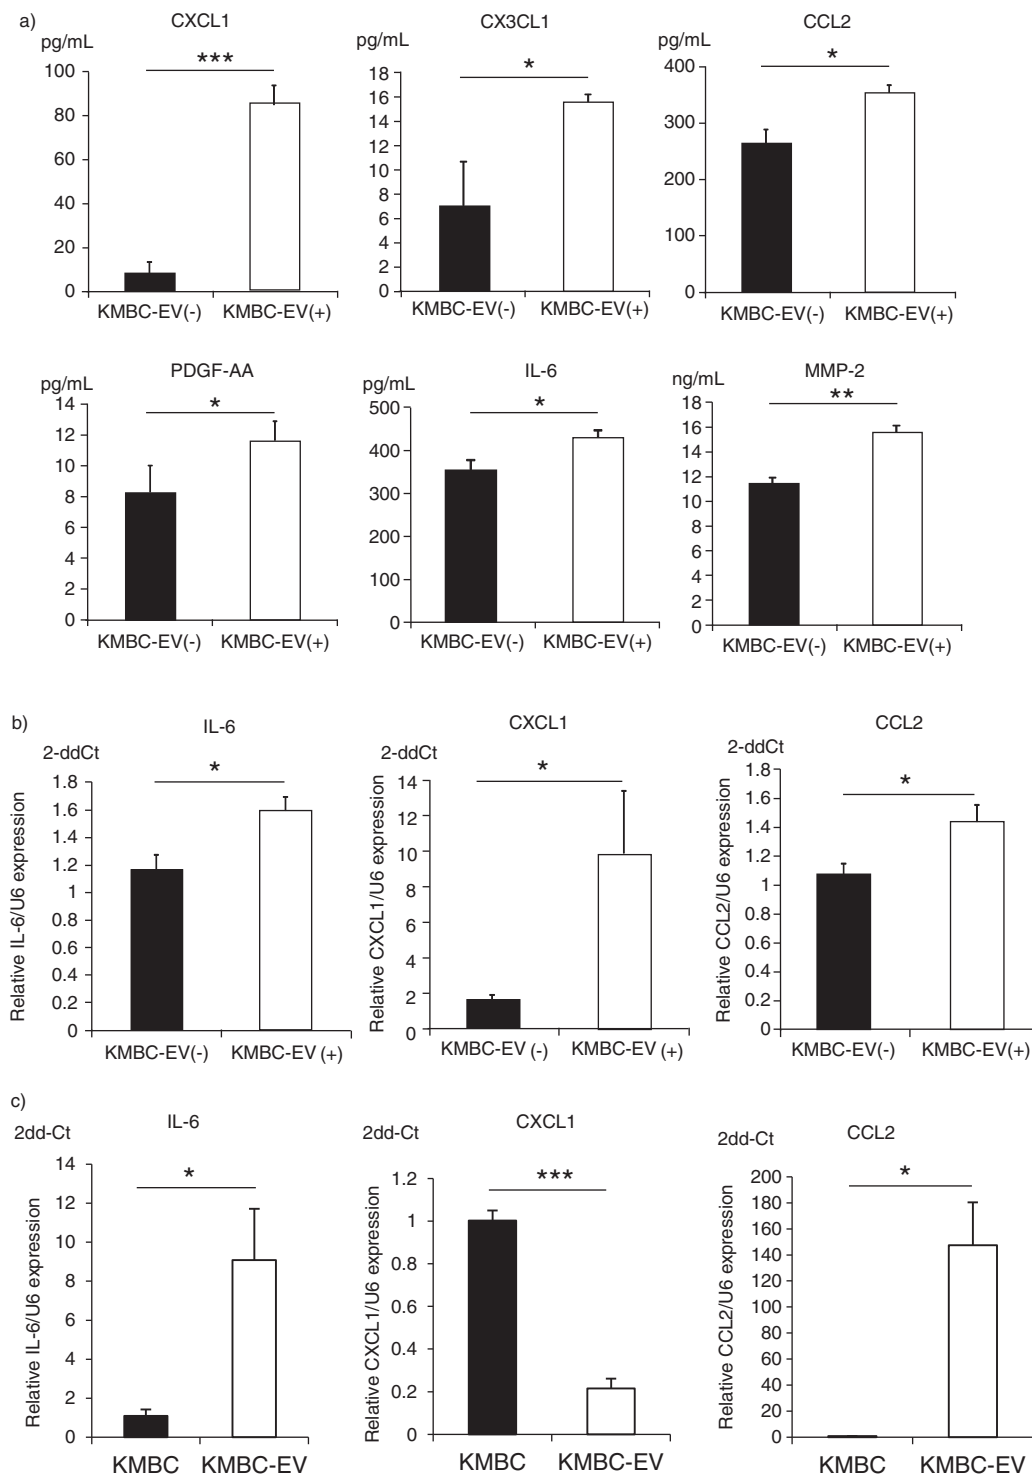 a)
CXCL1
pg/mL
***
100
80
60
40
20
0
KMBC-EV(-) KMBC-EV(+)
CX3CL1
pg/mL
*
18
16
14
12
10
8
6
4
2
0
KMBC-EV(-) KMBC-EV(+)
CCL2
pg/mL
*
400
300
200
100
0
KMBC-EV(-) KMBC-EV(+)
PDGF-AA
pg/mL
*
14
12
10
8
6
4
2
0
KMBC-EV(-) KMBC-EV(+)
IL-6
pg/mL
*
500
400
300
200
100
0
KMBC-EV(-) KMBC-EV(+)
MMP-2
ng/mL
**
18
16
14
12
10
8
6
4
2
0
KMBC-EV(-) KMBC-EV(+)
b)
IL-6
2-ddCt
*
Relative IL-6/U6 expression
1.8
1.6
1.4
1.2
1
0.8
0.6
0.4
0.2
0
KMBC-EV(-) KMBC-EV (+)
CXCL1
2-ddCt
*
Relative CXCL1/U6 expression
14
12
10
8
6
4
2
0
KMBC-EV (-) KMBC-EV (+)
CCL2
2-ddCt
*
Relative CCL2/U6 expression
1.8
1.6
1.4
1.2
1
0.8
0.6
0.4
0.2
0
KMBC-EV(-) KMBC-EV(+)
c)
IL-6
2dd-Ct
*
Relative IL-6/U6 expression
14
12
10
8
6
4
2
0
KMBC KMBC-EV
CXCL1
2dd-Ct
***
Relative CXCL1/U6 expression
1.2
1
0.8
0.6
0.4
0.2
0
KMBC KMBC-EV
CCL2
2dd-Ct
*
Relative CCL2/U6 expression
200
180
160
140
120
100
80
60
40
20
0
KMBC KMBC-EV